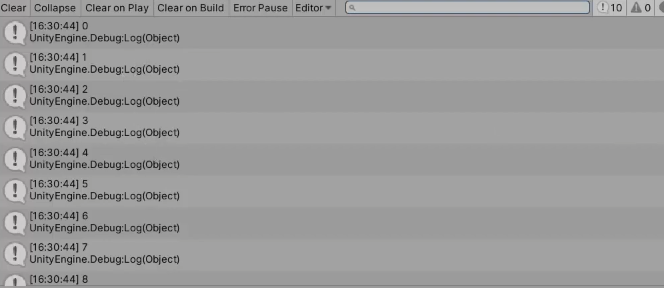 Clear Collapse Clear on Play Clear on Build Error Pause Editor 10 0
[16:30:44] 0
UnityEngine.Debug:Log(Object)
[16:30:44] 1
UnityEngine.Debug:Log(Object)
[16:30:44] 2
UnityEngine.Debug:Log(Object)
[16:30:44] 3
UnityEngine.Debug:Log(Object)
[16:30:44] 4
UnityEngine.Debug:Log(Object)
[16:30:44] 5
UnityEngine.Debug:Log(Object)
[16:30:44] 6
UnityEngine.Debug:Log(Object)
[16:30:44] 7
UnityEngine.Debug:Log(Object)
[16:30:44] 8